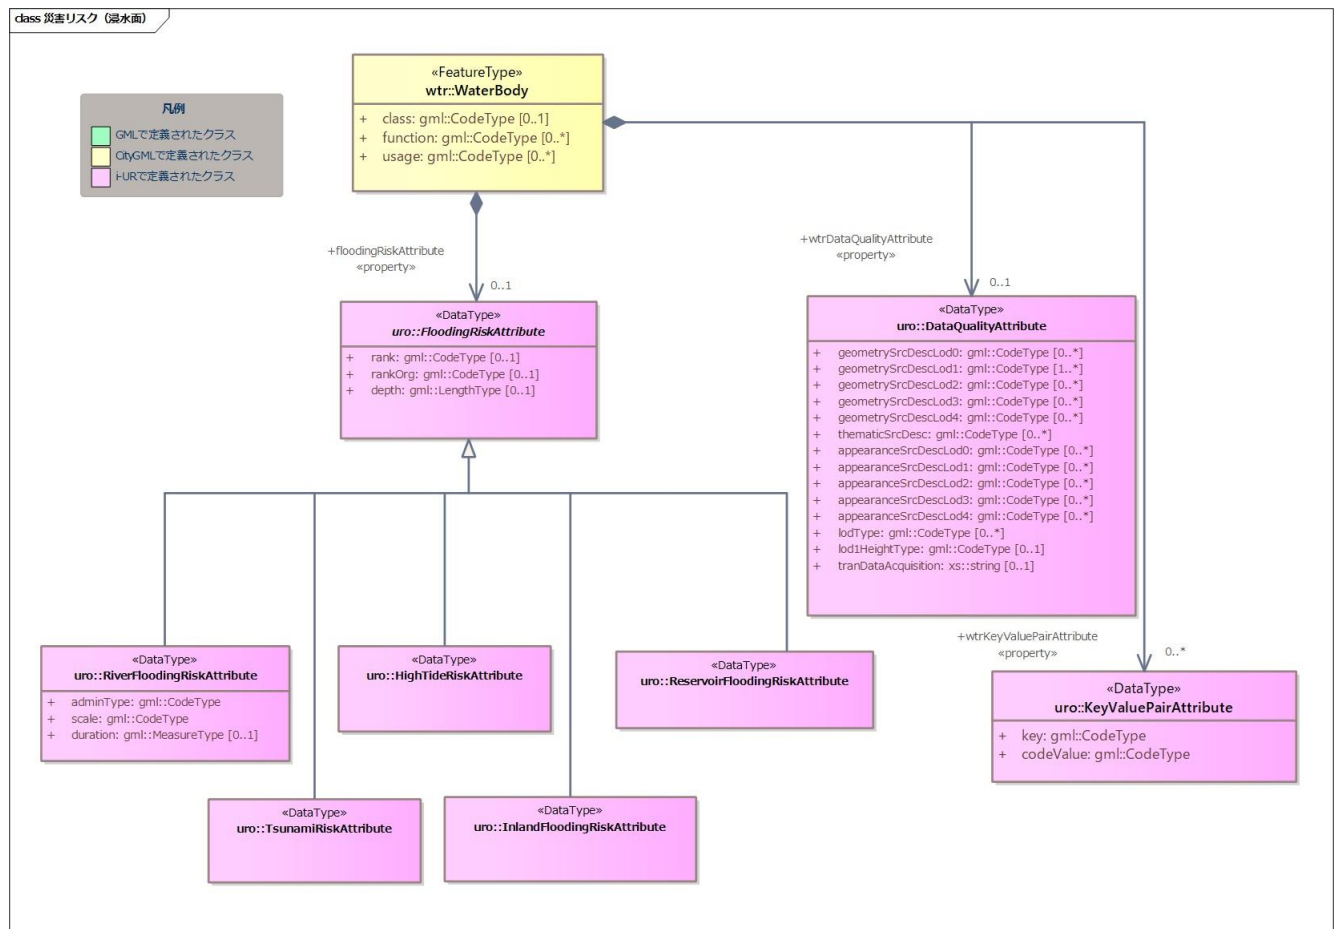 class 災害リスク（浸水面）
凡例
GMLで定義されたクラス
CityGMLで定義されたクラス
i-URで定義されたクラス
«FeatureType»
wtr::WaterBody
+ class: gml::CodeType [0..1]
+ function: gml::CodeType [0..*]
+ usage: gml::CodeType [0..*]
+floodingRiskAttribute
«property»
0..1
+wtrDataQualityAttribute
«property»
0..1
«DataType»
uro::FloodingRiskAttribute
+ rank: gml::CodeType [0..1]
+ rankOrg: gml::CodeType [0..1]
+ depth: gml::LengthType [0..1]
«DataType»
uro::DataQualityAttribute
+ geometrySrcDescLod0: gml::CodeType [0..*]
+ geometrySrcDescLod1: gml::CodeType [1..*]
+ geometrySrcDescLod2: gml::CodeType [0..*]
+ geometrySrcDescLod3: gml::CodeType [0..*]
+ geometrySrcDescLod4: gml::CodeType [0..*]
+ thematicSrcDesc: gml::CodeType [0..*]
+ appearanceSrcDescLod0: gml::CodeType [0..*]
+ appearanceSrcDescLod1: gml::CodeType [0..*]
+ appearanceSrcDescLod2: gml::CodeType [0..*]
+ appearanceSrcDescLod3: gml::CodeType [0..*]
+ appearanceSrcDescLod4: gml::CodeType [0..*]
+ lodType: gml::CodeType [0..*]
+ lod1HeightType: gml::CodeType [0..1]
+ tranDataAcquisition: xs::string [0..1]
+wtrKeyValuePairAttribute
«property»
0..*
«DataType»
uro::RiverFloodingRiskAttribute
+ adminType: gml::CodeType
+ scale: gml::CodeType
+ duration: gml::MeasureType [0..1]
«DataType»
uro::HighTideRiskAttribute
«DataType»
uro::ReservoirFloodingRiskAttribute
«DataType»
uro::KeyValuePairAttribute
+ key: gml::CodeType
+ codeValue: gml::CodeType
«DataType»
uro::TsunamiRiskAttribute
«DataType»
uro::InlandFloodingRiskAttribute